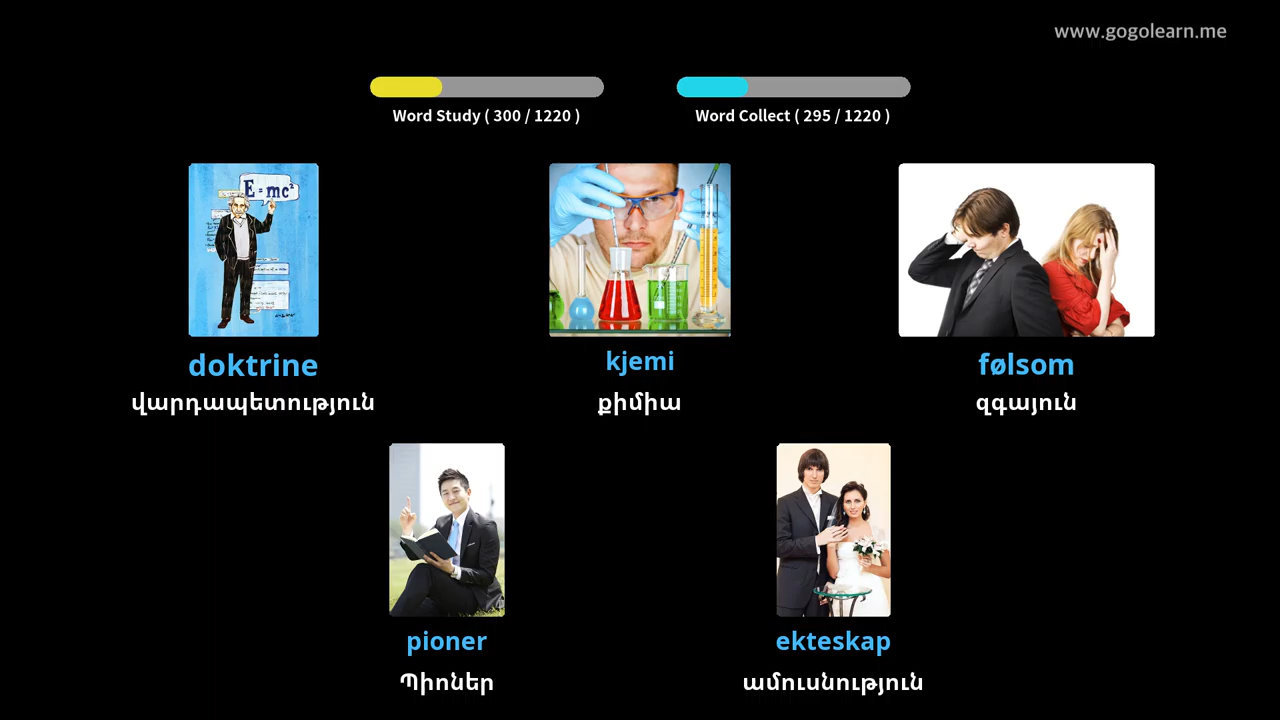 www.gogolearn.me
Word Study ( 300 / 1220 )
Word Collect ( 295 / 1220 )
E = mc²
doktrine
kjemi
følsom
վարդապետություն
քիմիա
զգայուն
pioner
ekteskap
Պիոներ
ամուսնություն